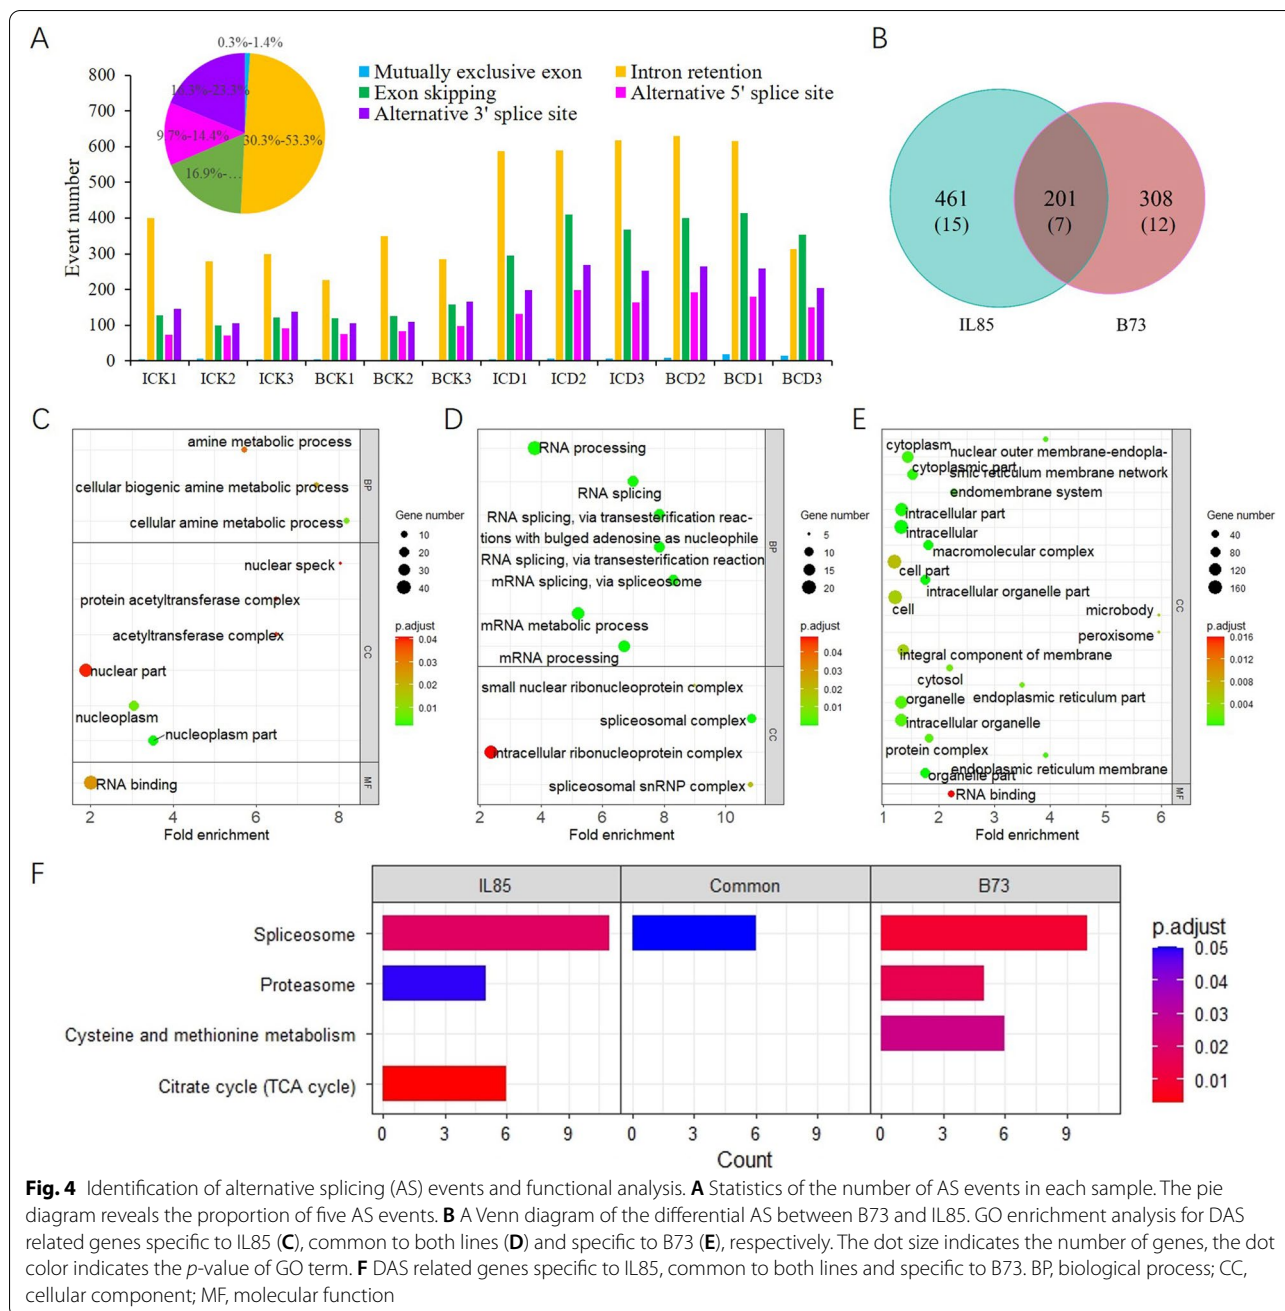 A
0.3%-1.4%
16.3%-23.3%
9.7%-14.4%
30.3%-53.3%
16.9%-...
Mutually exclusive exon
Intron retention
Exon skipping
Alternative 5' splice site
Alternative 3' splice site
Event number
800
700
600
500
400
300
200
100
0
ICK1 ICK2 ICK3 BCK1 BCK2 BCK3 ICD1 ICD2 ICD3 BCD2 BCD1 BCD3
B
461 201 308
(15) (7) (12)
IL85 B73
C
amine metabolic process
cellular biogenic amine metabolic process
cellular amine metabolic process
nuclear speck
protein acetyltransferase complex
acetyltransferase complex
nuclear part
nucleoplasm
nucleoplasm part
RNA binding
BP
CC
MF
2 4 6 8
Fold enrichment
Gene number
10
20
30
40
p.adjust
0.04
0.03
0.02
0.01
D
RNA processing
RNA splicing
RNA splicing, via transesterification reac-
tions with bulged adenosine as nucleophile
RNA splicing, via transesterification reaction
mRNA splicing, via spliceosome
mRNA metabolic process
mRNA processing
small nuclear ribonucleoprotein complex
spliceosomal complex
intracellular ribonucleoprotein complex
spliceosomal snRNP complex
BP
CC
2 4 6 8 10
Fold enrichment
Gene number
5
10
15
20
p.adjust
0.04
0.03
0.02
0.01
E
cytoplasm
nuclear outer membrane-endopla-
cytoplasmic part
smic reticulum membrane network
endomembrane system
intracellular part
intracellular
macromolecular complex
cell part
intracellular organelle part
cell
microbody
peroxisome
integral component of membrane
cytosol
endoplasmic reticulum part
organelle
intracellular organelle
protein complex
endoplasmic reticulum membrane
organelle part
RNA binding
CC
MF
1 2 3 4 5 6
Fold enrichment
Gene number
40
80
120
160
p.adjust
0.016
0.012
0.008
0.004
F
IL85 Common B73
Spliceosome
Proteasome
Cysteine and methionine metabolism
Citrate cycle (TCA cycle)
0 3 6 9 0 3 6 9 0 3 6 9
Count
p.adjust
0.05
0.04
0.03
0.02
0.01
Fig. 4 Identification of alternative splicing (AS) events and functional analysis. A Statistics of the number of AS events in each sample. The pie
diagram reveals the proportion of five AS events. B A Venn diagram of the differential AS between B73 and IL85. GO enrichment analysis for DAS
related genes specific to IL85 (C), common to both lines (D) and specific to B73 (E), respectively. The dot size indicates the number of genes, the dot
color indicates the p-value of GO term. F DAS related genes specific to IL85, common to both lines and specific to B73. BP, biological process; CC,
cellular component; MF, molecular function